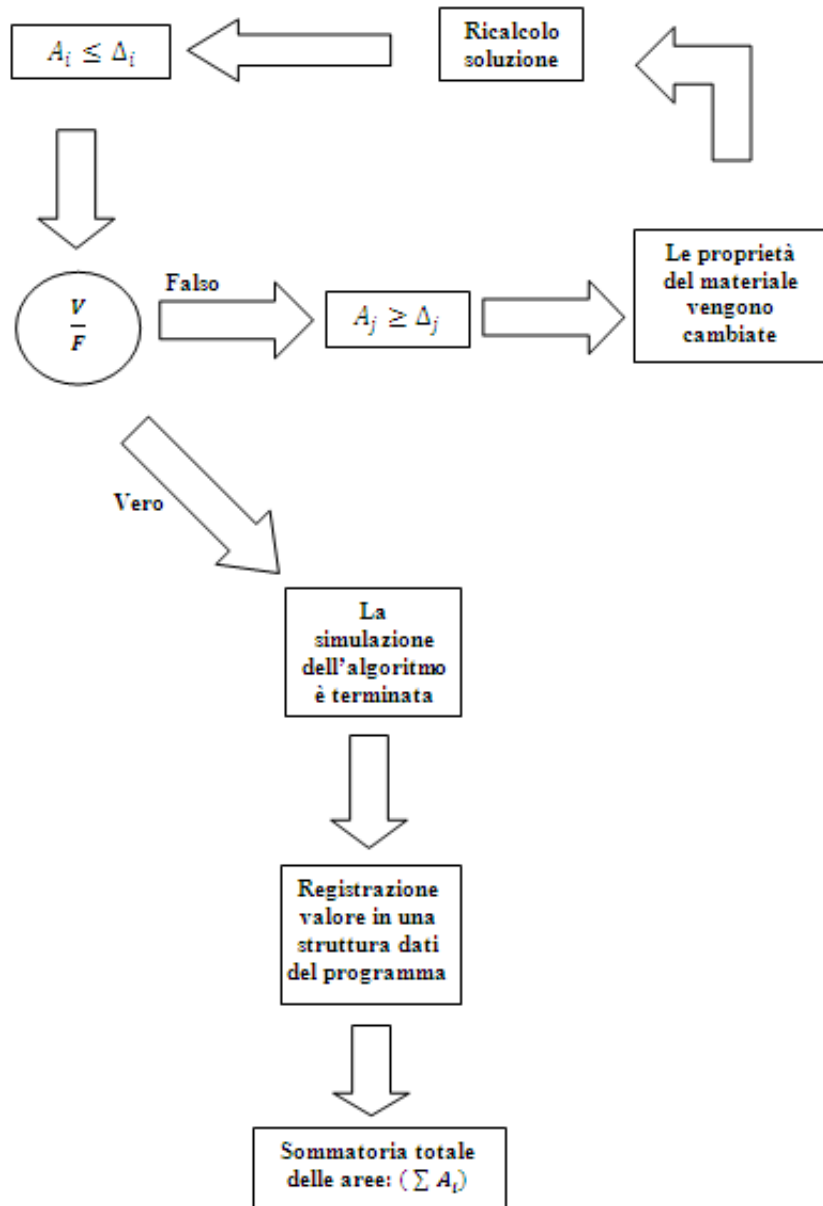 A_i ≤ Δ_i
Ricalcolo
soluzione
V
F
Falso
A_j ≥ Δ_j
Le proprietà
del materiale
vengono
cambiate
Vero
La
simulazione
dell'algoritmo
è terminata
Registrazione
valore in una
struttura dati
del programma
Sommatoria totale
delle aree: ( ∑ A_i)